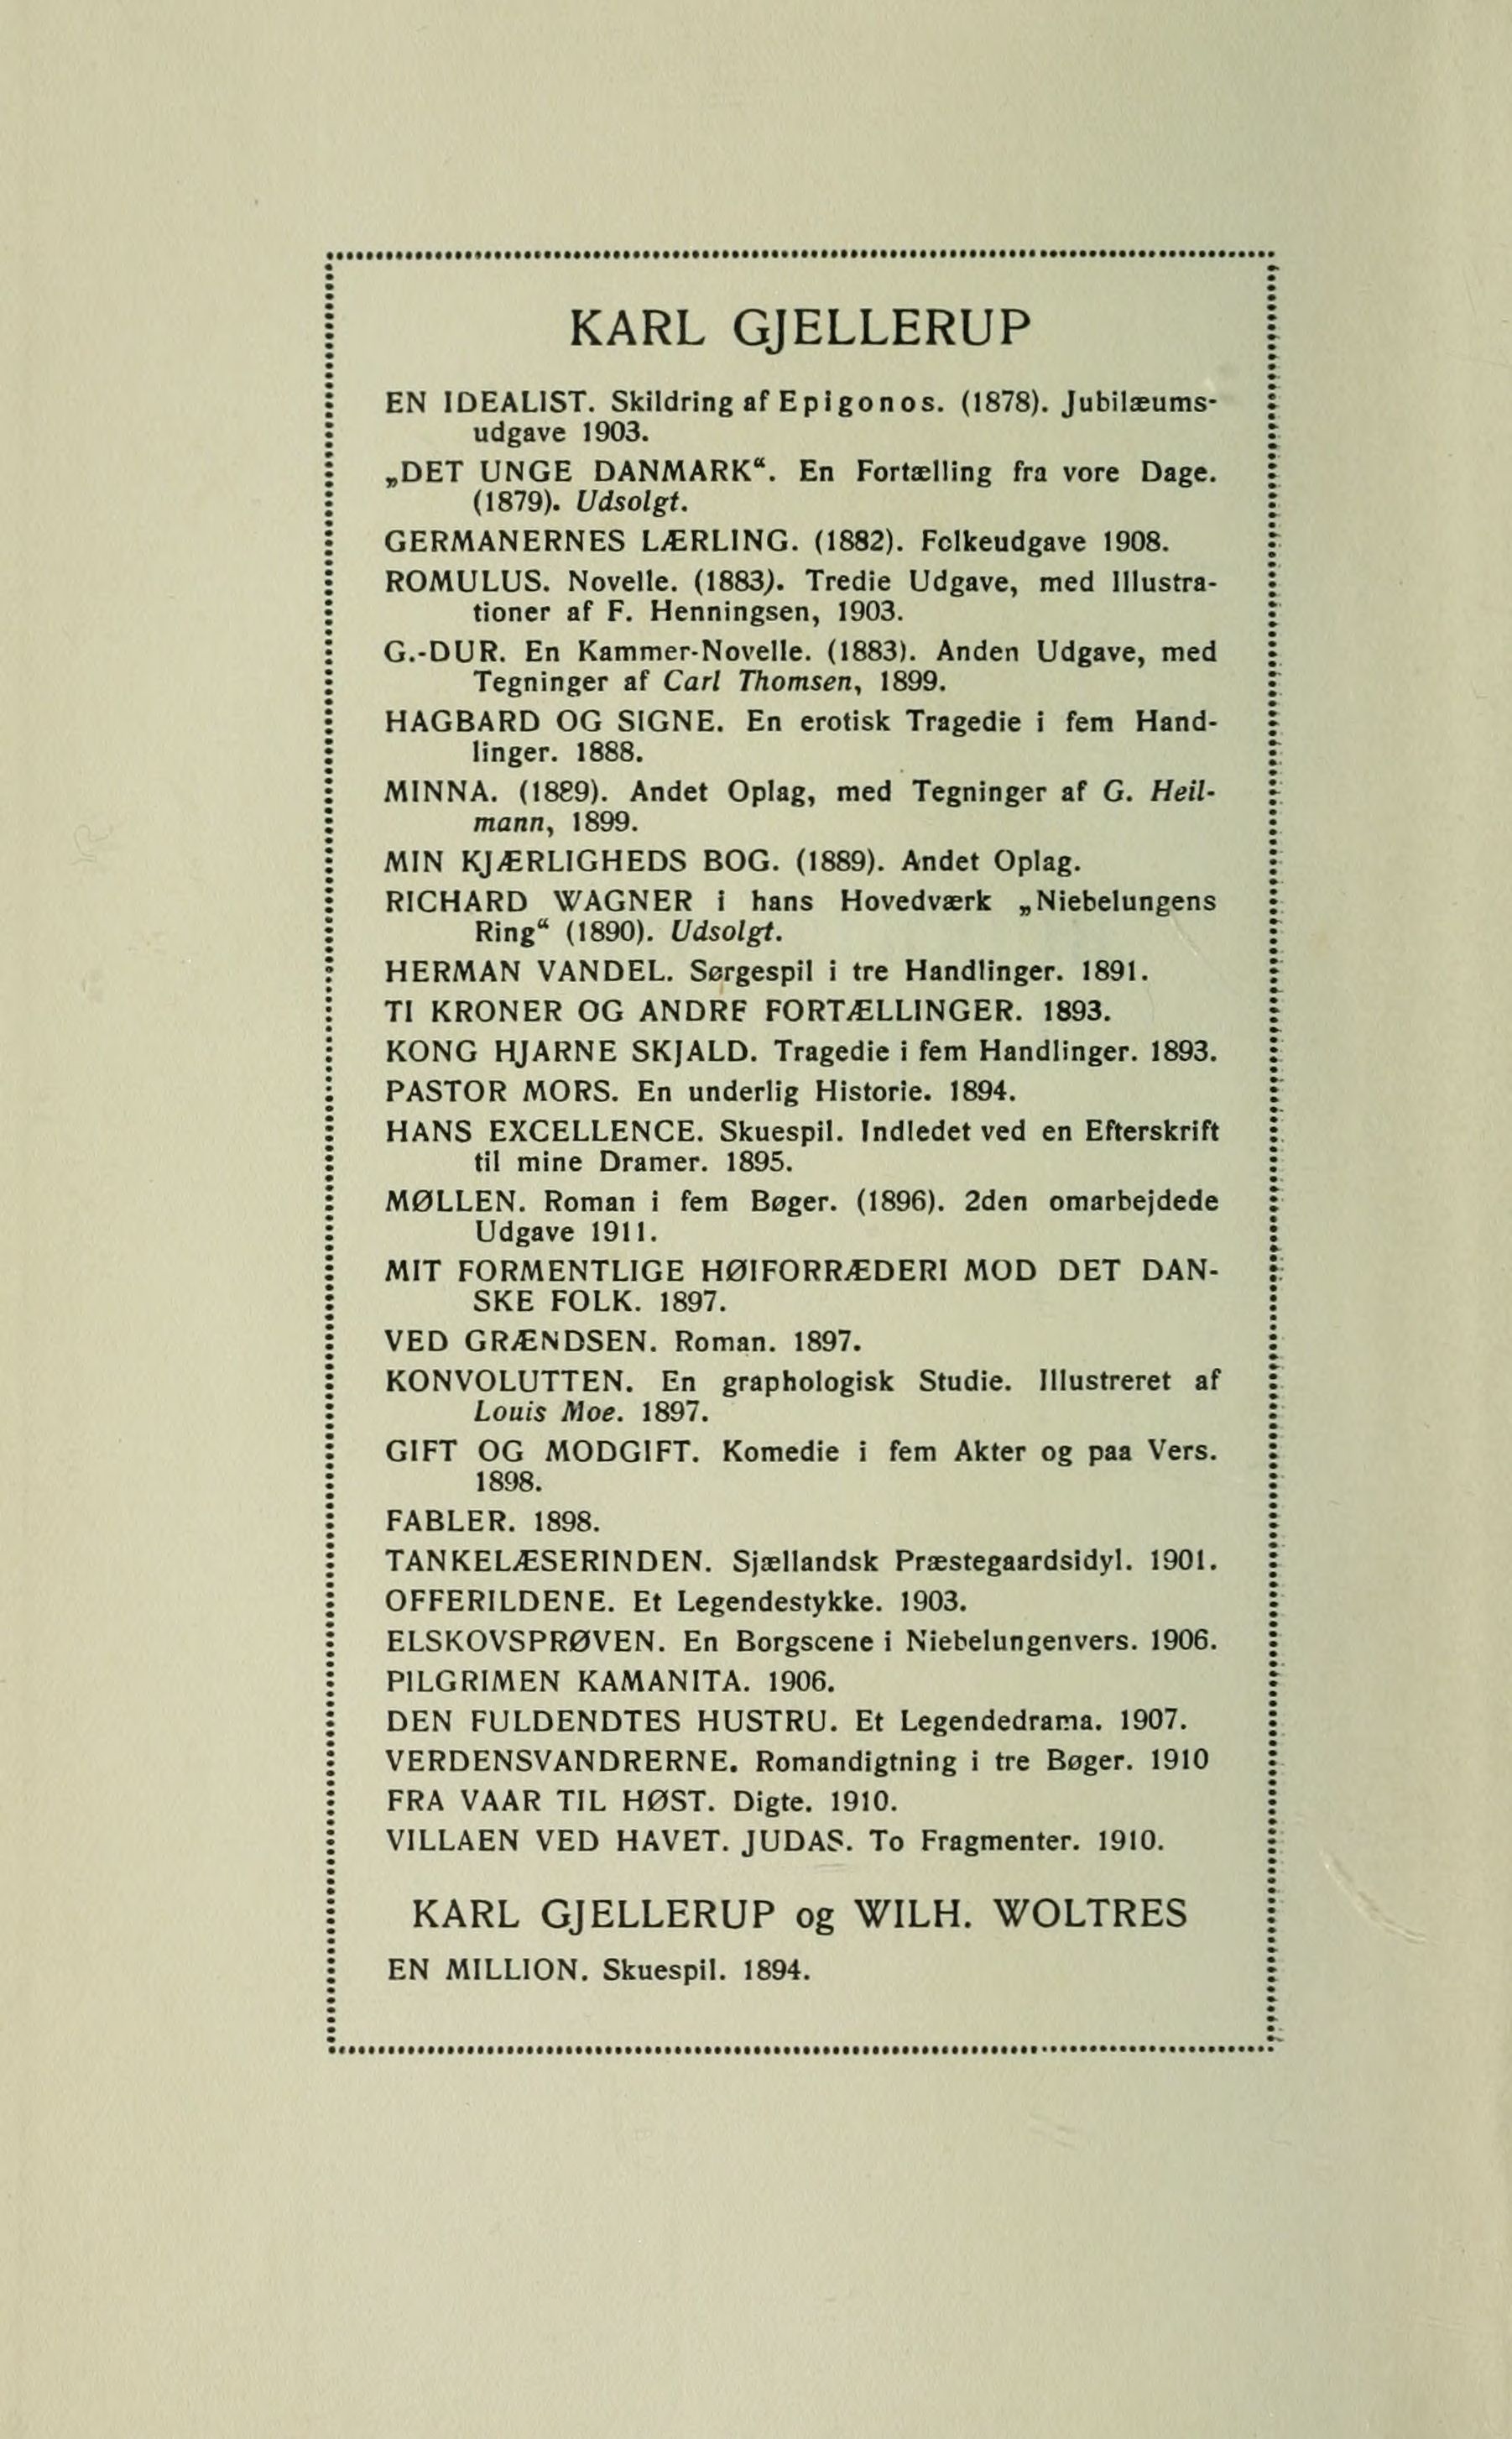 KARL GJELLERUP
EN IDEALIST. Skildring af Epigonos. (1878). Jubilæums-
udgave 1903.
„DET UNGE DANMARK“. En Fortælling fra vore Dage.
(1879). Udsolgt.
GERMANERNES LÆRLING. (1882). Folkeudgave 1908.
ROMULUS. Novelle. (1883). Tredie Udgave, med Illustra-
tioner af F. Henningsen, 1903.
G.-DUR. En Kammer-Novelle. (1883). Anden Udgave, med
Tegninger af Carl Thomsen, 1899.
HAGBARD OG SIGNE. En erotisk Tragedie i fem Hand-
linger. 1888.
MINNA. (1889). Andet Oplag, med Tegninger af G. Heil-
mann, 1899.
MIN KJÆRLIGHEDS BOG. (1889). Andet Oplag.
RICHARD WAGNER i hans Hovedværk „Niebelungens
Ring“ (1890). Udsolgt.
HERMAN VANDEL. Sørgespil i tre Handlinger. 1891.
TI KRONER OG ANDRE FORTÆLLINGER. 1893.
KONG HJARNE SKJALD. Tragedie i fem Handlinger. 1893.
PASTOR MORS. En underlig Historie. 1894.
HANS EXCELLENCE. Skuespil. Indledet ved en Efterskrift
til mine Dramer. 1895.
MØLLEN. Roman i fem Bøger. (1896). 2den omarbejdede
Udgave 1911.
MIT FORMENTLIGE HØIFORRÆDERI MOD DET DAN-
SKE FOLK. 1897.
VED GRÆNDSEN. Roman. 1897.
KONVOLUTTEN. En graphologisk Studie. Illustreret af
Louis Moe. 1897.
GIFT OG MODGIFT. Komedie i fem Akter og paa Vers.
1898.
FABLER. 1898.
TANKELÆSERINDEN. Sjællandsk Præstegaardsidyl. 1901.
OFFERILDENE. Et Legendestykke. 1903.
ELSKOVSPRØVEN. En Borgscene i Niebelungenvers. 1906.
PILGRIMEN KAMANITA. 1906.
DEN FULDENDTES HUSTRU. Et Legendedrama. 1907.
VERDENSVANDRERNE. Romandigtning i tre Bøger. 1910
FRA VAAR TIL HØST. Digte. 1910.
VILLAEN VED HAVET. JUDAS. To Fragmenter. 1910.
KARL GJELLERUP og WILH. WOLTRES
EN MILLION. Skuespil. 1894.